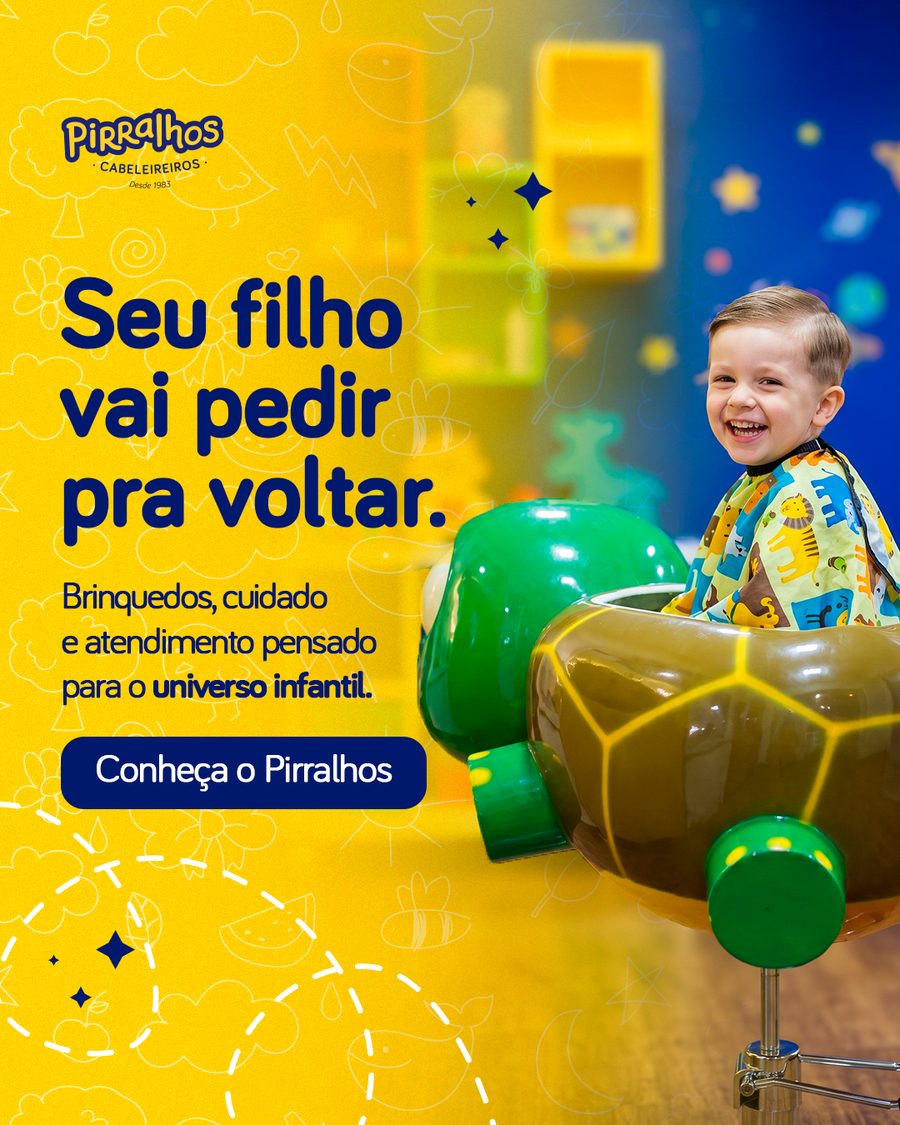 Pirralhos
· CABELEIREIROS ·
Desde 1983
Seu filho
vai pedir
pra voltar.
Brinquedos, cuidado
e atendimento pensado
para o universo infantil.
Conheça o Pirralhos